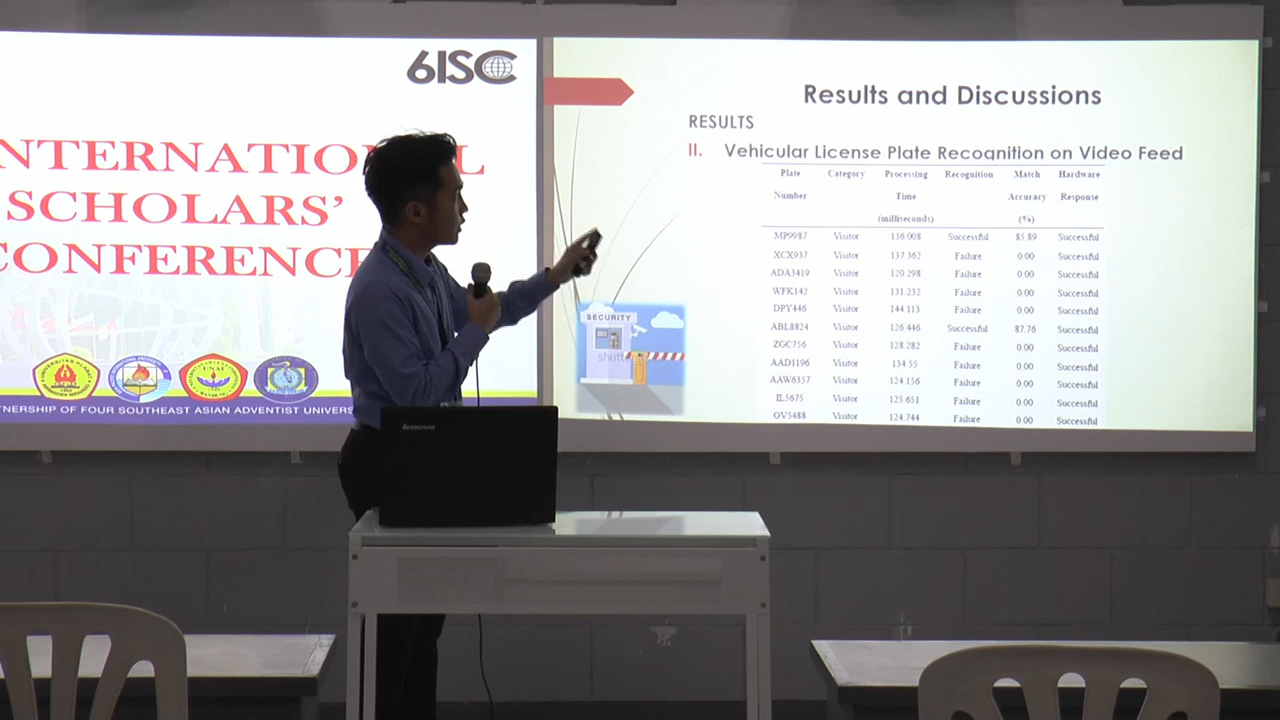 6ISC
INTERNATIONAL
SCHOLARS'
CONFERENCE
NTERSHIP OF FOUR SOUTHEAST ASIAN ADVENTIST UNIVERS
Results and Discussions
RESULTS
II. Vehicular License Plate Recognition on Video Feed
Plate Number Category Processing Time (milliseconds) Recognition Match Accuracy (%) Hardware Response
MP9987 Visitor 136.008 Successful 85.89 Successful
XCX937 Visitor 137.362 Failure 0.00 Successful
ADA3419 Visitor 120.298 Failure 0.00 Successful
WFK142 Visitor 131.232 Failure 0.00 Successful
DPY446 Visitor 144.113 Failure 0.00 Successful
ABL8824 Visitor 126.446 Successful 87.76 Successful
ZGC756 Visitor 128.282 Failure 0.00 Successful
AAD1196 Visitor 134.55 Failure 0.00 Successful
AAW6357 Visitor 124.156 Failure 0.00 Successful
IL5675 Visitor 125.651 Failure 0.00 Successful
OV5488 Visitor 124.744 Failure 0.00 Successful
SECURITY
shutt
lenovo